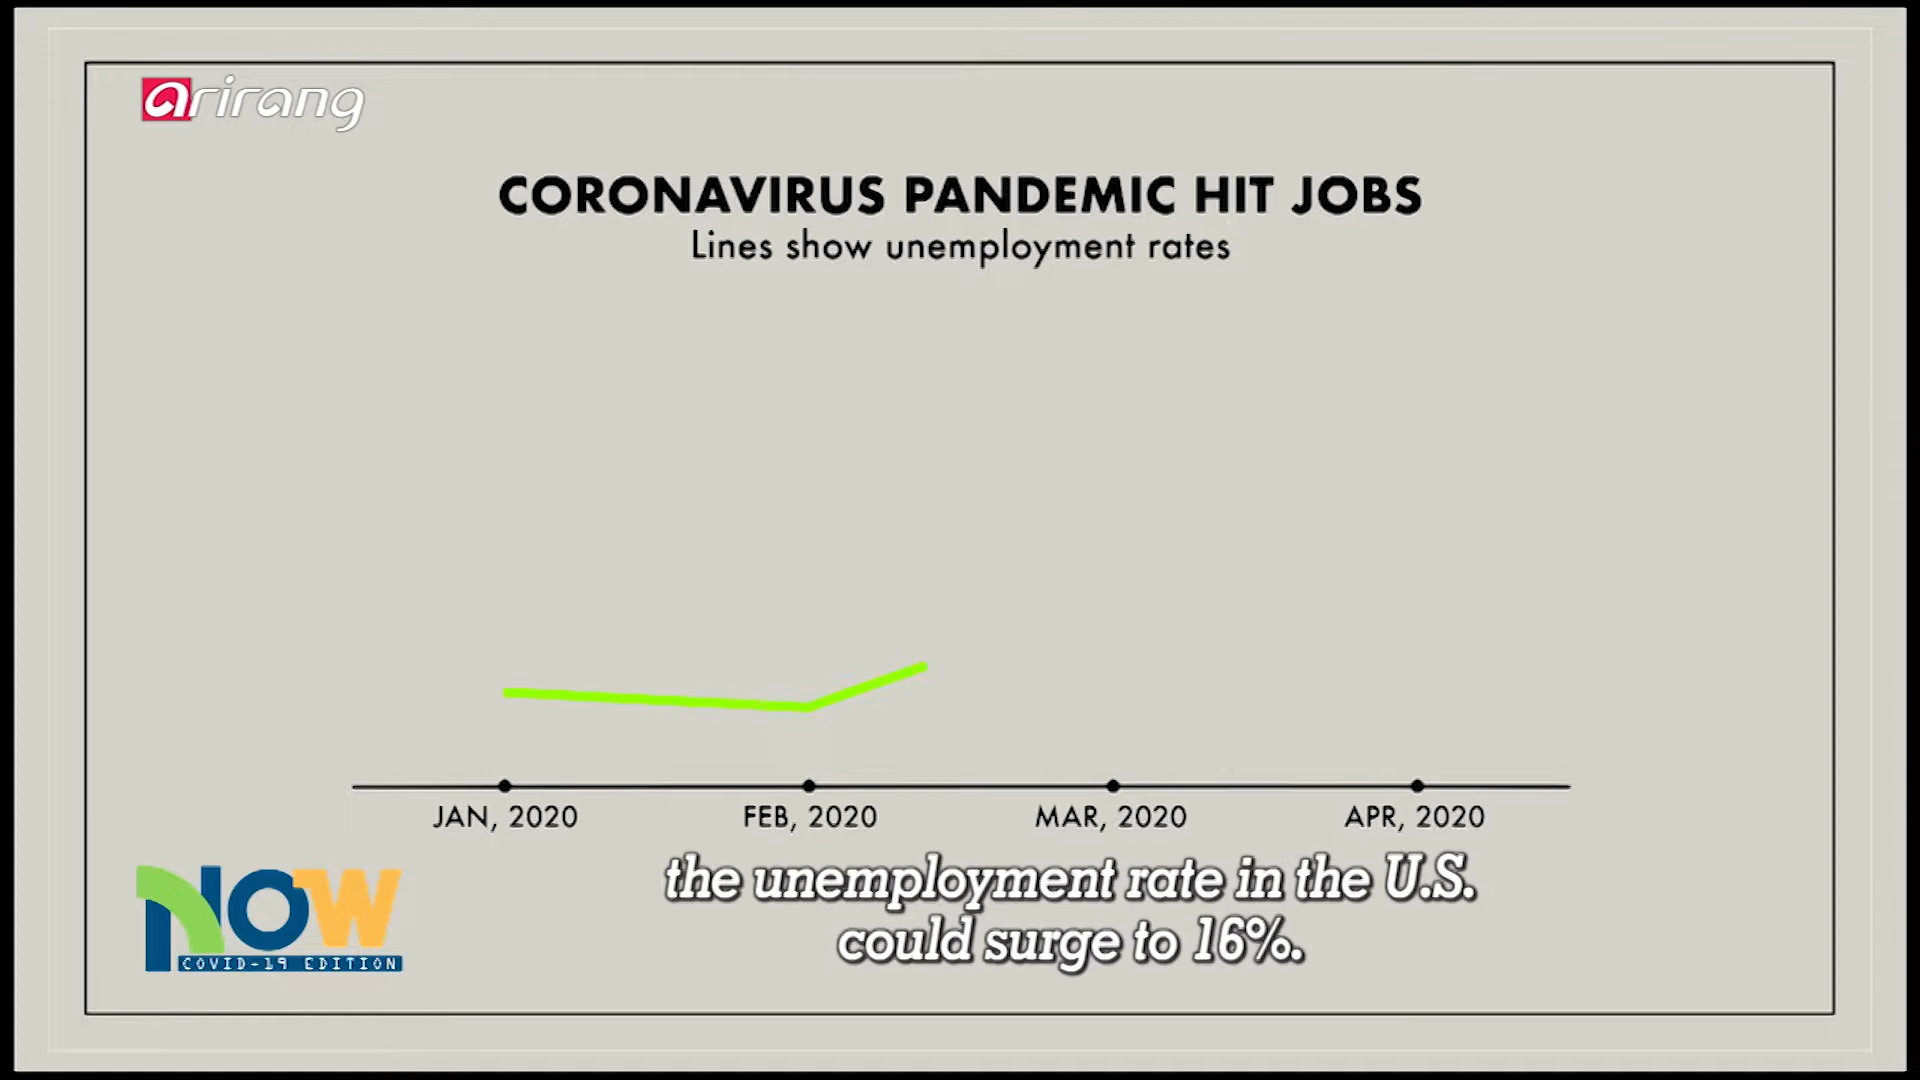 arirang
CORONAVIRUS PANDEMIC HIT JOBS
Lines show unemployment rates
JAN, 2020 FEB, 2020 MAR, 2020 APR, 2020
the unemployment rate in the U.S.
could surge to 16%.
NOW
COVID-19 EDITION